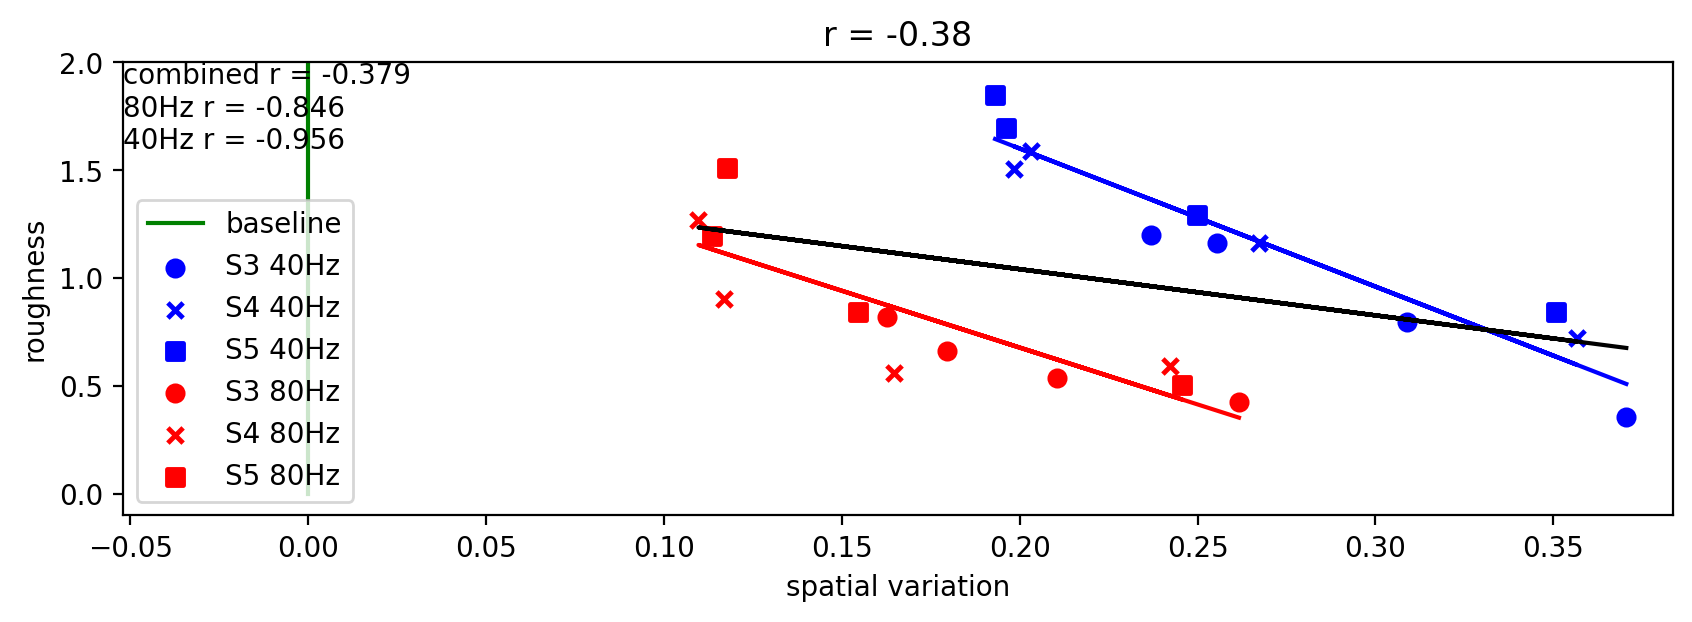 r = -0.38
combined r = -0.379
80Hz r = -0.846
40Hz r = -0.956
baseline
S3 40Hz
S4 40Hz
S5 40Hz
S3 80Hz
S4 80Hz
S5 80Hz
roughness
2.0
1.5
1.0
0.5
0.0
−0.05 0.00 0.05 0.10 0.15 0.20 0.25 0.30 0.35
spatial variation